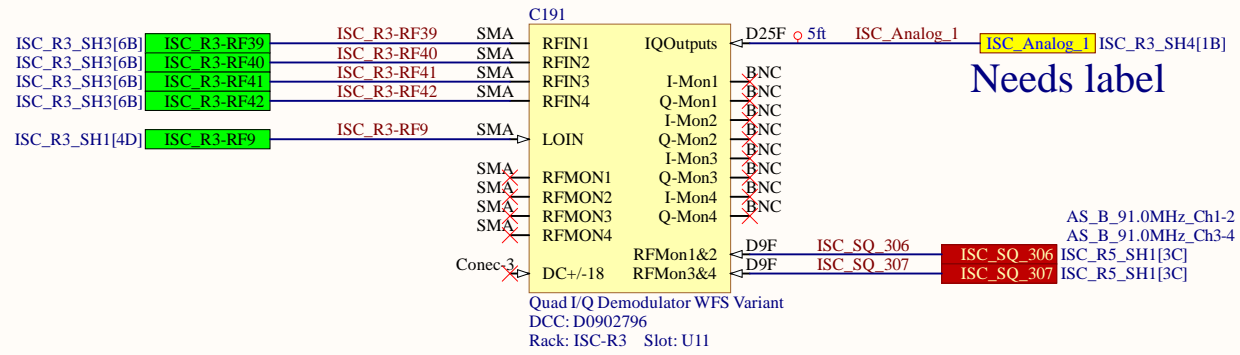 C191
ISC_R3_SH3[6B] ISC_R3-RF39 ISC_R3-RF39 SMA RFIN1 IQOutputs D25F 5ft ISC_Analog_1 ISC_Analog_1 ISC_R3_SH4[1B]
ISC_R3_SH3[6B] ISC_R3-RF40 ISC_R3-RF40 SMA RFIN2
ISC_R3_SH3[6B] ISC_R3-RF41 ISC_R3-RF41 SMA RFIN3 I-Mon1 BNC
Needs label
ISC_R3_SH3[6B] ISC_R3-RF42 ISC_R3-RF42 SMA RFIN4 Q-Mon1 BNC
I-Mon2 BNC
ISC_R3_SH1[4D] ISC_R3-RF9 ISC_R3-RF9 SMA LOIN Q-Mon2 BNC
I-Mon3 BNC
SMA RFMON1 Q-Mon3 BNC
SMA RFMON2 I-Mon4 BNC
SMA RFMON3 Q-Mon4 BNC
AS_B_91.0MHz_Ch1-2
SMA RFMON4
AS_B_91.0MHz_Ch3-4
RFMon1&2 D9F ISC_SQ_306 ISC_SQ_306 ISC_R5_SH1[3C]
Conec-3 DC+/-18 RFMon3&4 D9F ISC_SQ_307 ISC_SQ_307 ISC_R5_SH1[3C]
Quad I/Q Demodulator WFS Variant
DCC: D0902796
Rack: ISC-R3 Slot: U11